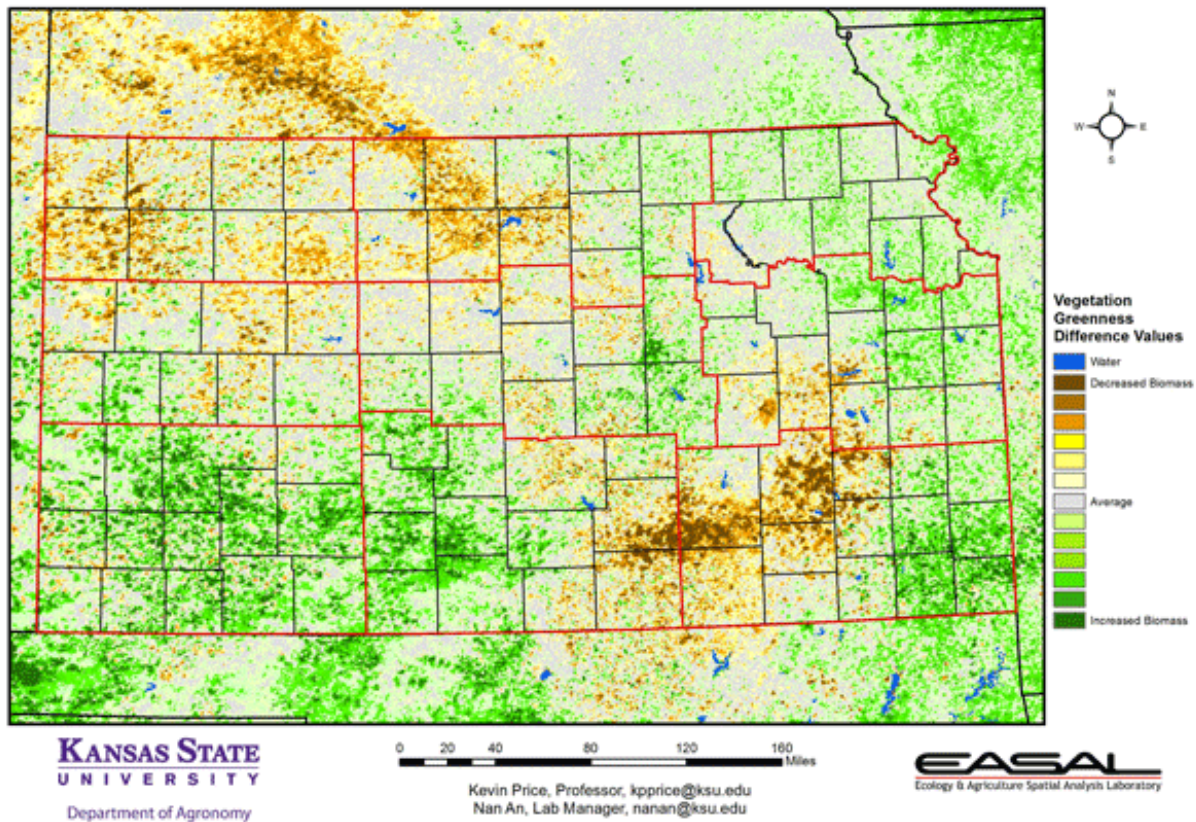 N
W
E
S
Vegetation
Greenness
Difference Values
Water
Decreased Biomass
Average
Increased Biomass
KANSAS STATE
UNIVERSITY
Department of Agronomy
0 20 40 80 120 160
Miles
Kevin Price, Professor, kpprice@ksu.edu
Nan An, Lab Manager, nanan@ksu.edu
EASAL
Ecology & Agriculture Spatial Analysis Laboratory